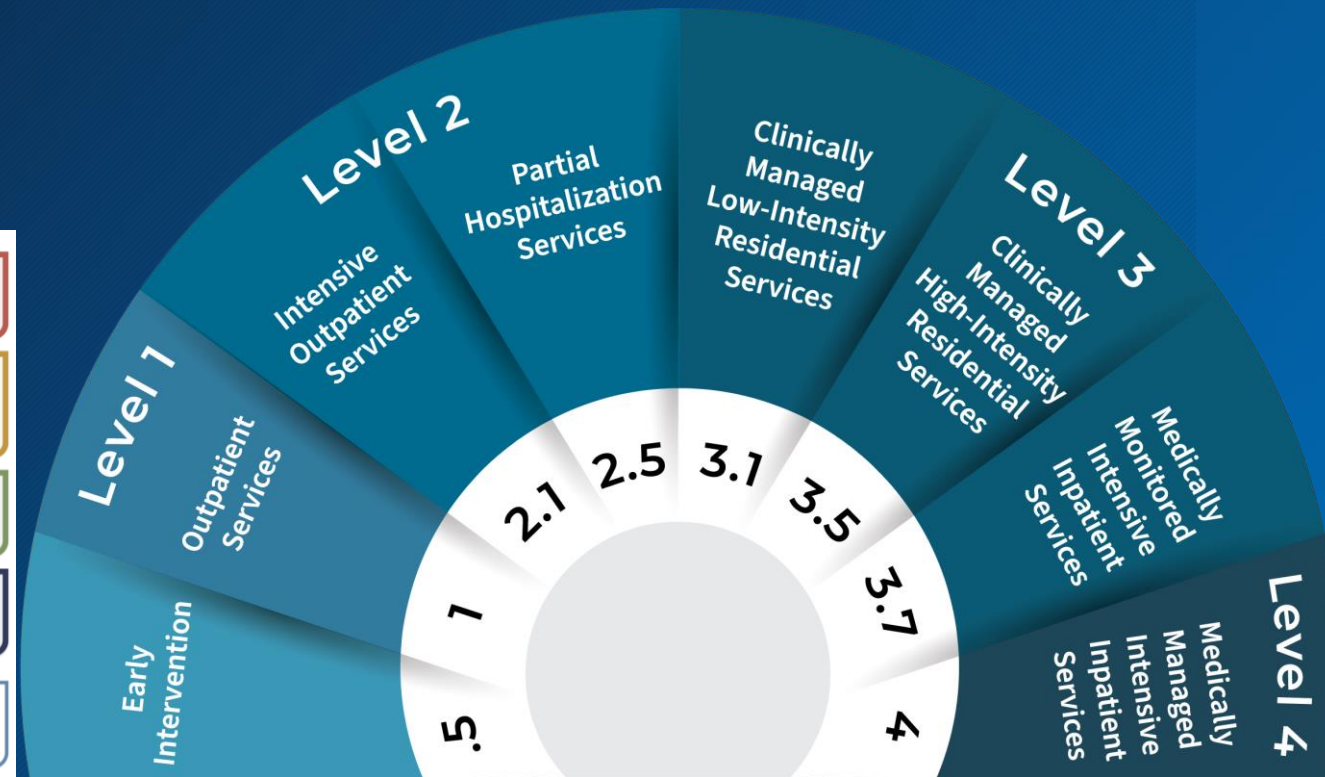 Early
Intervention
.5
Level 1
Outpatient
Services
1
Level 2
Intensive
Outpatient
Services
2.1
Partial
Hospitalization
Services
2.5
Clinically
Managed
Low-Intensity
Residential
Services
3.1
Level 3
Clinically
Managed
High-Intensity
Residential
Services
3.5
Medically
Monitored
Intensive
Inpatient
Services
3.7
Level 4
Medically
Managed
Intensive
Inpatient
Services
4